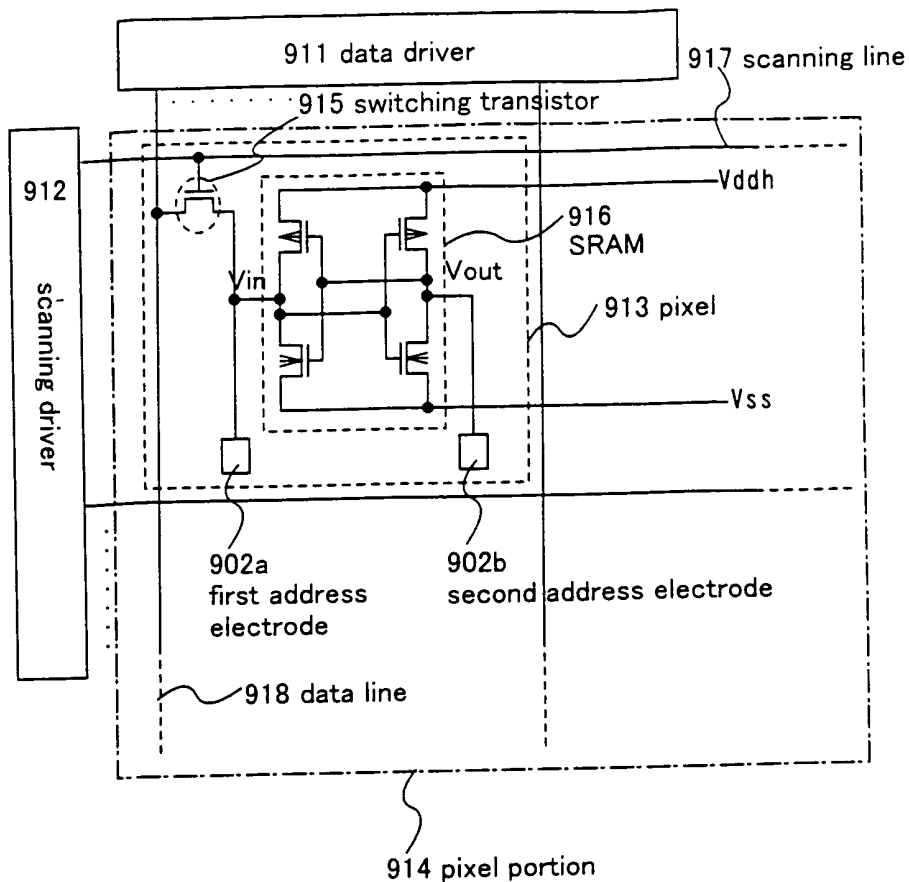 911 data driver
917 scanning line
915 switching transistor
912
scanning driver
Vddh
916
SRAM
Vin
Vout
913 pixel
Vss
902a
first address
electrode
902b
second address electrode
918 data line
914 pixel portion